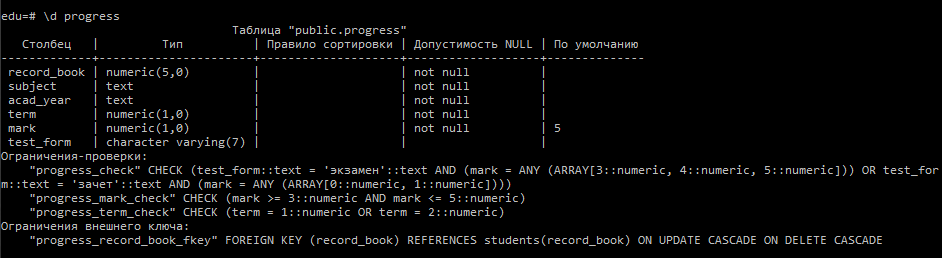 edu=# \d progress
                                 Таблица "public.progress"
   Столбец   |          Тип         | Правило сортировки | Допустимость NULL | По умолчанию
-------------+----------------------+--------------------+-------------------+--------------
 record_book | numeric(5,0)         |                    | not null          |
 subject     | text                 |                    | not null          |
 acad_year   | text                 |                    | not null          |
 term        | numeric(1,0)         |                    | not null          |
 mark        | numeric(1,0)         |                    | not null          | 5
 test_form   | character varying(7) |                    |                   |
Ограничения-проверки:
    "progress_check" CHECK (test_form::text = 'экзамен'::text AND (mark = ANY (ARRAY[3::numeric, 4::numeric, 5::numeric])) OR test_fo
rm::text = 'зачет'::text AND (mark = ANY (ARRAY[0::numeric, 1::numeric])))
    "progress_mark_check" CHECK (mark >= 3::numeric AND mark <= 5::numeric)
    "progress_term_check" CHECK (term = 1::numeric OR term = 2::numeric)
Ограничения внешнего ключа:
    "progress_record_book_fkey" FOREIGN KEY (record_book) REFERENCES students(record_book) ON UPDATE CASCADE ON DELETE CASCADE